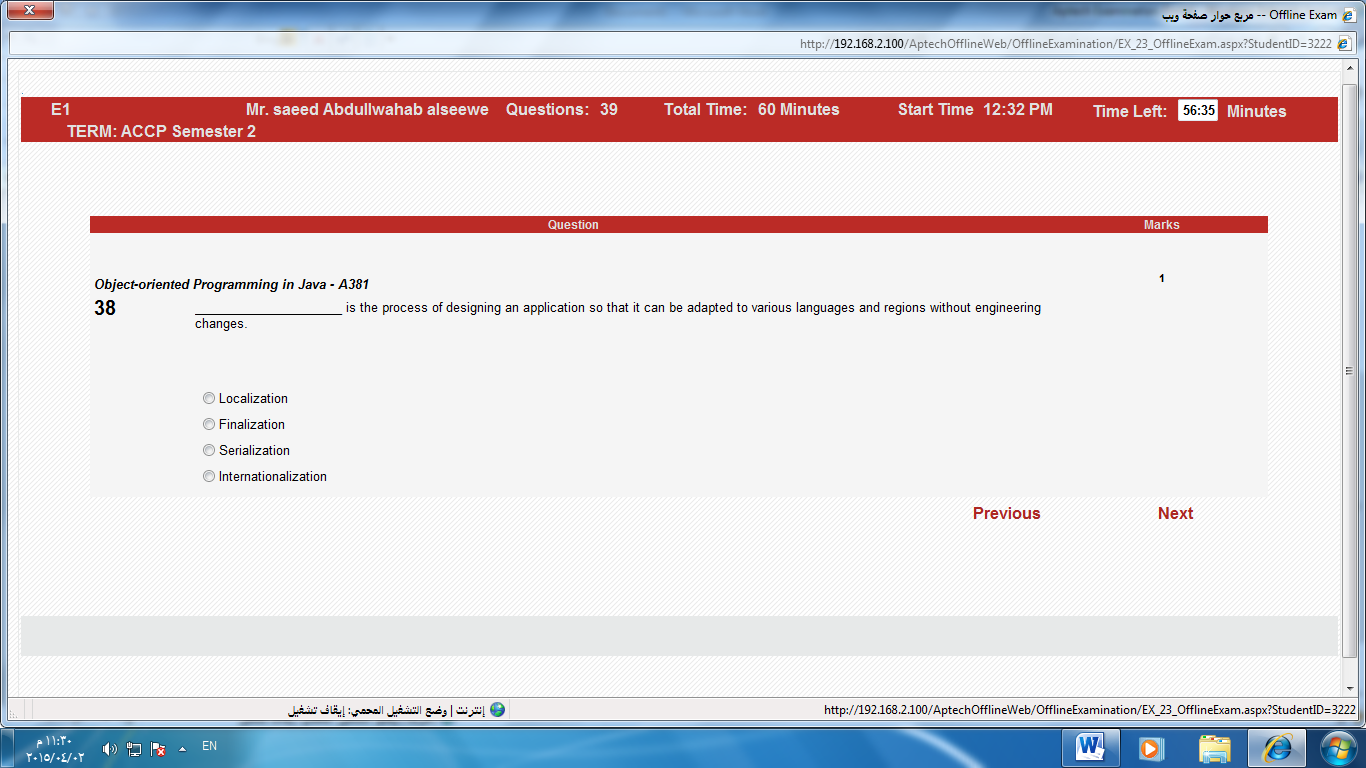 Offline Exam -- مربع حوار صفحة ويب
http://192.168.2.100/AptechOfflineWeb/OfflineExamination/EX_23_OfflineExam.aspx?StudentID=3222
E1 Mr. saeed Abdullwahab alseewe Questions: 39 Total Time: 60 Minutes Start Time 12:32 PM Time Left: 56:35 Minutes
TERM: ACCP Semester 2
Question Marks
Object-oriented Programming in Java - A381 1
38 _____________________ is the process of designing an application so that it can be adapted to various languages and regions without engineering
changes.
Localization
Finalization
Serialization
Internationalization
Previous Next
إنترنت | وضع التشغيل المحمي: إيقاف تشغيل
http://192.168.2.100/AptechOfflineWeb/OfflineExamination/EX_23_OfflineExam.aspx?StudentID=3222
EN
١١:٣٠ م
٢٠١٥/٠٤/٠٢